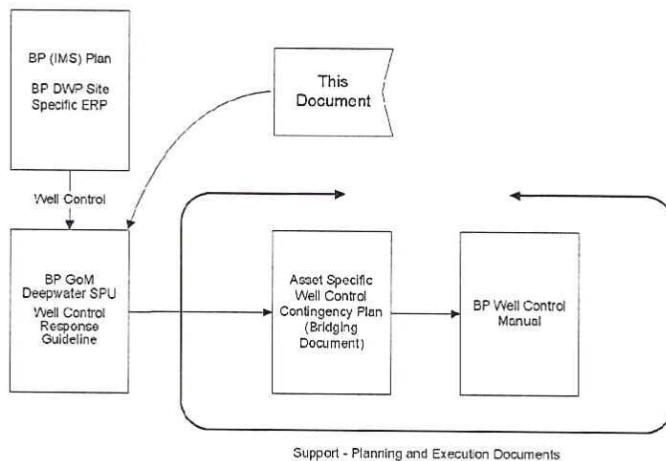 BP (IMS) Plan
BP DWP Site
Specific ERP
This
Document
Well Control
BP GoM
Deepwater SPU
Well Control
Response
Guideline
Asset Specific
Well Control
Contingency Plan
(Bridging
Document)
BP Well Control
Manual
Support - Planning and Execution Documents